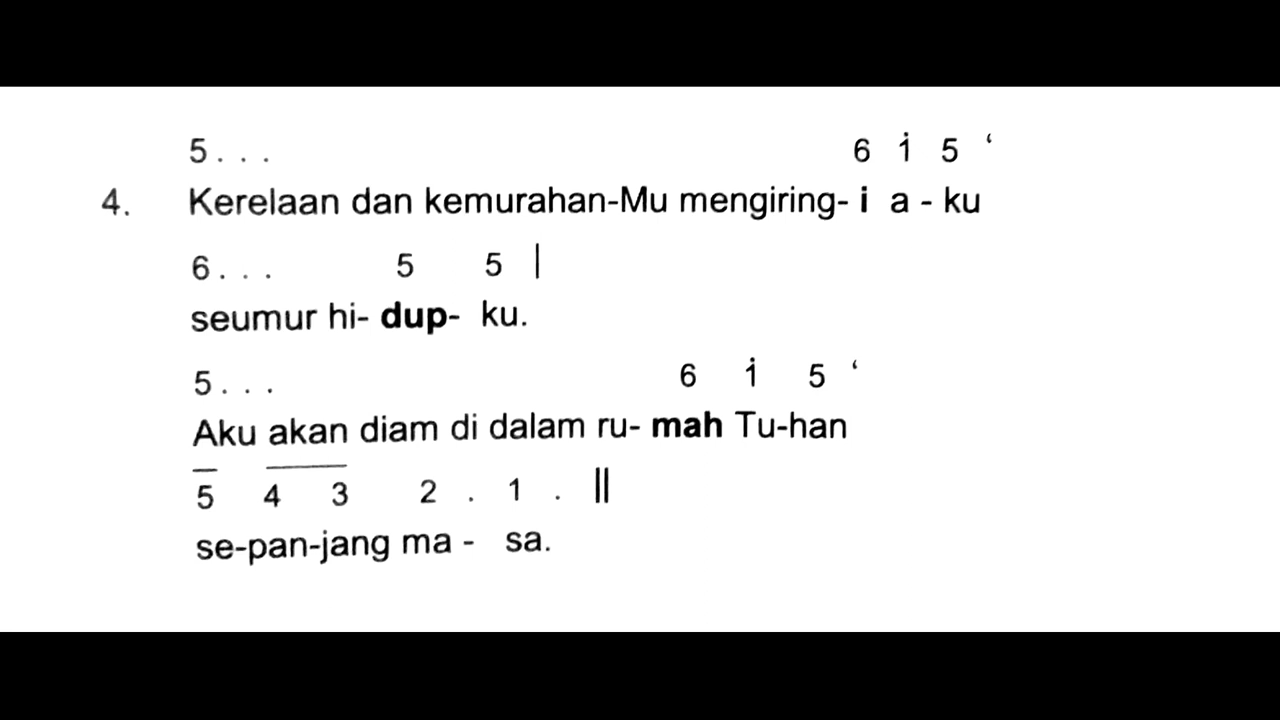 5 . . . 6 i̇ 5 ‘
4. Kerelaan dan kemurahan-Mu mengiring- i a - ku
6 . . . 5 5 |
seumur hi- dup- ku.
5 . . . 6 1̇ 5 ‘
Aku akan diam di dalam ru- mah Tu-han
5 4 3 2 . 1 . ||
se-pan-jang ma - sa.